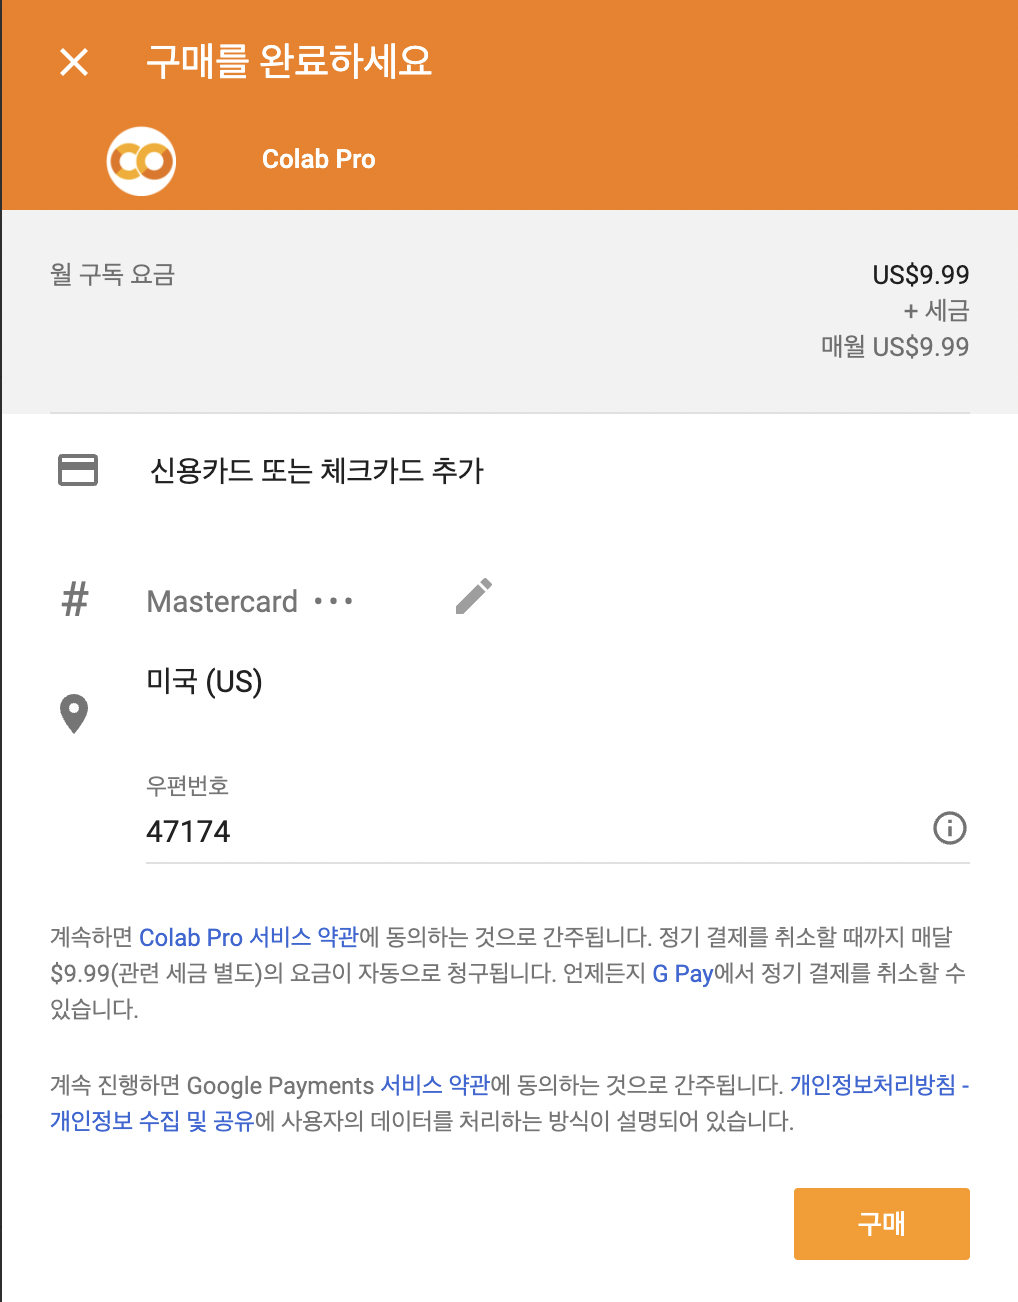 구매를 완료하세요
Colab Pro
월 구독 요금
US$9.99
+ 세금
매월 US$9.99
신용카드 또는 체크카드 추가
# Mastercard •••
미국 (US)
우편번호
47174
계속하면 Colab Pro 서비스 약관에 동의하는 것으로 간주됩니다. 정기 결제를 취소할 때까지 매달
$9.99(관련 세금 별도)의 요금이 자동으로 청구됩니다. 언제든지 G Pay에서 정기 결제를 취소할 수
있습니다.
계속 진행하면 Google Payments 서비스 약관에 동의하는 것으로 간주됩니다. 개인정보처리방침 -
개인정보 수집 및 공유에 사용자의 데이터를 처리하는 방식이 설명되어 있습니다.
구매